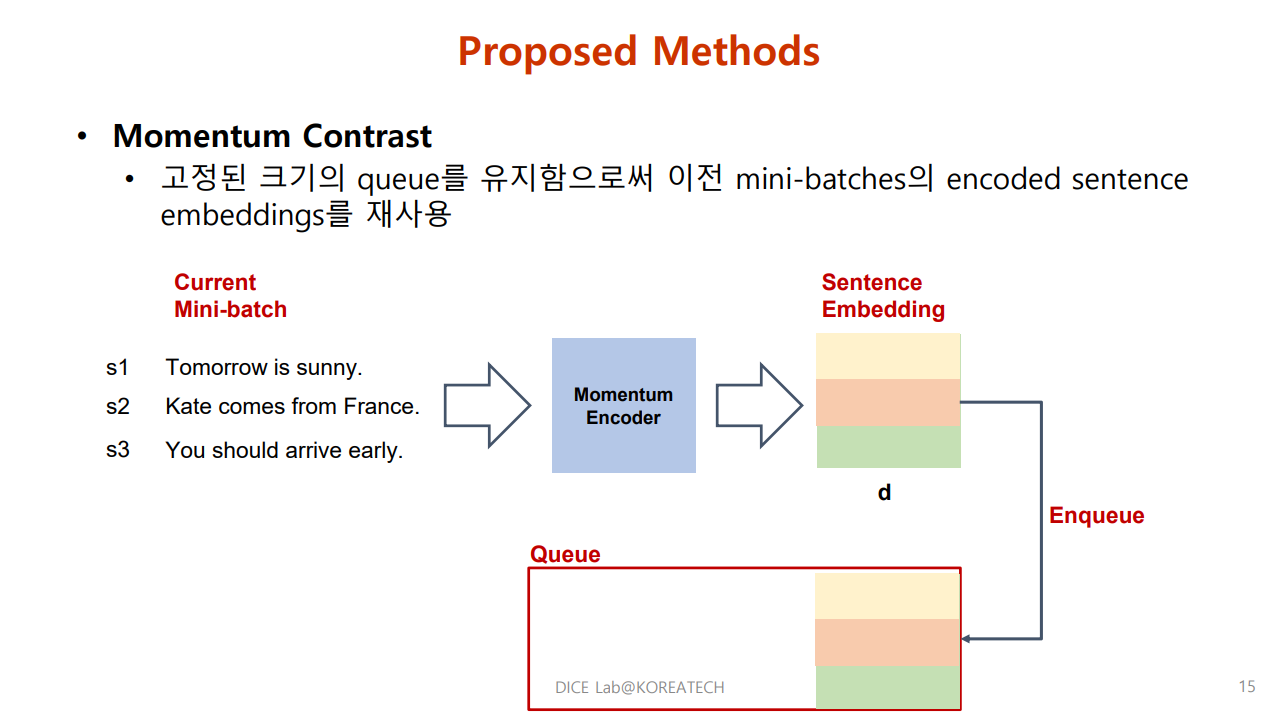 Proposed Methods
• Momentum Contrast
• 고정된 크기의 queue를 유지함으로써 이전 mini-batches의 encoded sentence
embeddings를 재사용
Current
Mini-batch
Sentence
Embedding
s1 Tomorrow is sunny.
s2 Kate comes from France.
s3 You should arrive early.
Momentum
Encoder
d
Enqueue
Queue
DICE Lab@KOREATECH
15